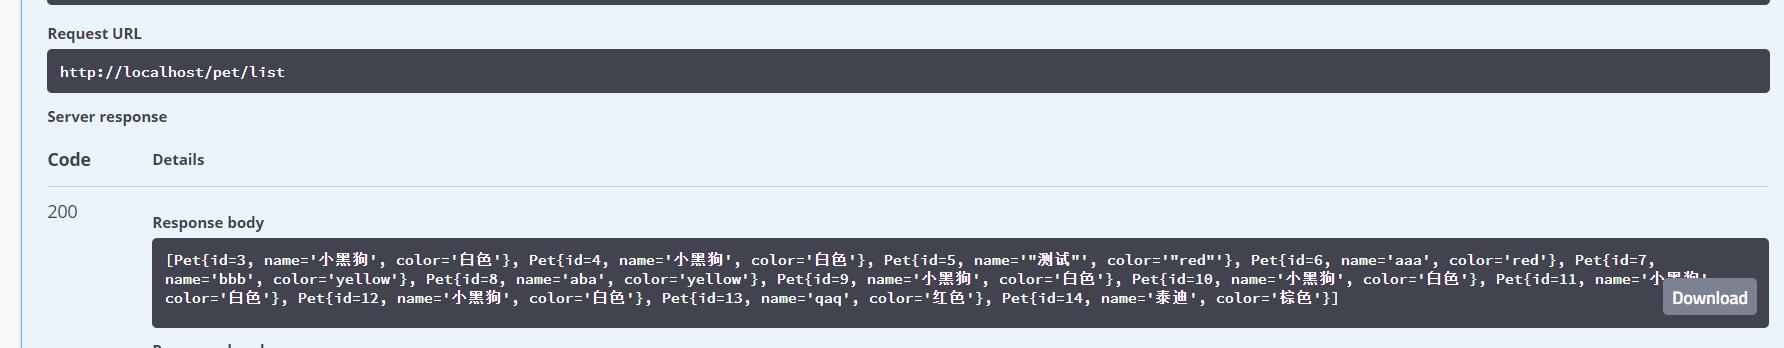 Request URL
http://localhost/pet/list
Server response
Code Details
200
Response body
[Pet{id=3, name='小黑狗', color='白色'}, Pet{id=4, name='小黑狗', color='白色'}, Pet{id=5, name='"测试"', color='"red"'}, Pet{id=6, name='aaa', color='red'}, Pet{id=7,
name='bbb', color='yellow'}, Pet{id=8, name='aba', color='yellow'}, Pet{id=9, name='小黑狗', color='白色'}, Pet{id=10, name='小黑狗', color='白色'}, Pet{id=11, name='小黑狗',
color='白色'}, Pet{id=12, name='小黑狗', color='白色'}, Pet{id=13, name='qaq', color='红色'}, Pet{id=14, name='泰迪', color='棕色'}]
Download